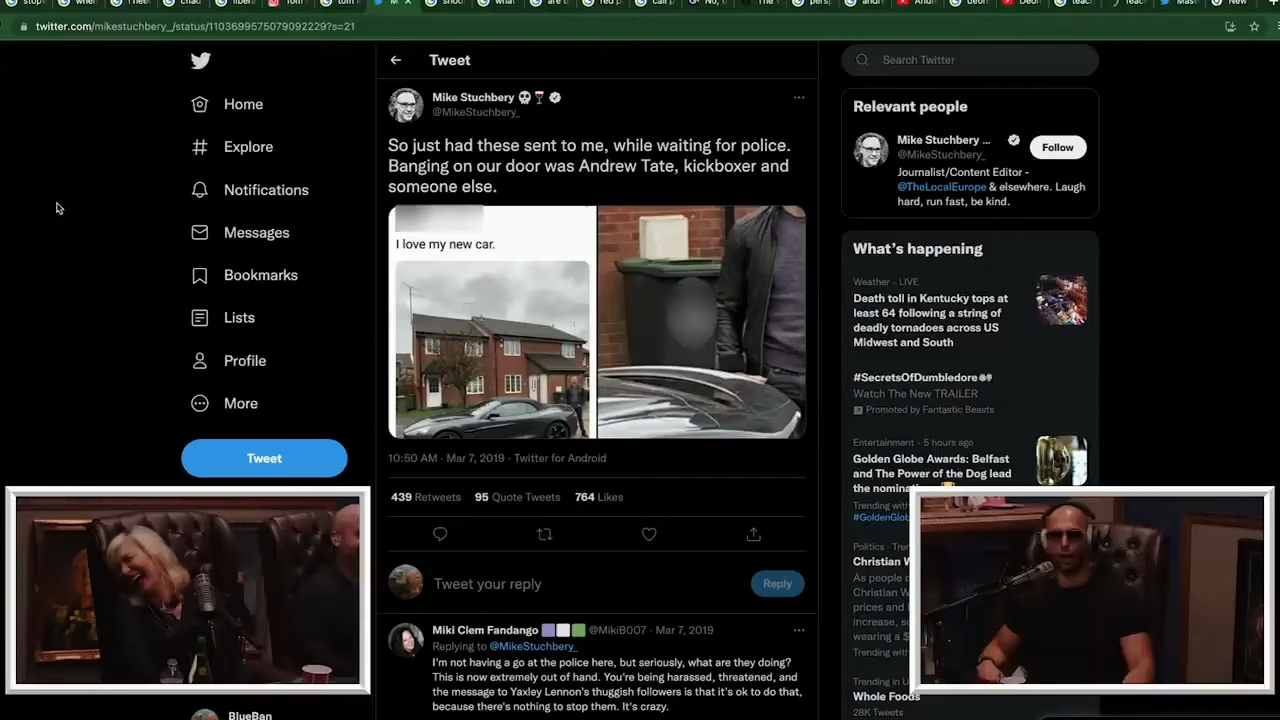 twitter.com/mikestuchbery_/status/1103699575079092229?s=21
Home
Explore
Notifications
Messages
Bookmarks
Lists
Profile
More
Tweet
BlueBan
Tweet
Mike Stuchbery
@MikeStuchbery_
So just had these sent to me, while waiting for police.
Banging on our door was Andrew Tate, kickboxer and
someone else.
I love my new car.
10:50 AM · Mar 7, 2019 · Twitter for Android
439 Retweets 95 Quote Tweets 764 Likes
Tweet your reply
Reply
Miki Clem Fandango @MikiB007 · Mar 7, 2019
Replying to @MikeStuchbery_
I'm not having a go at the police here, but seriously, what are they doing?
This is now extremely out of hand. You're being harassed, threatened, and
the message to Yaxley Lennon's thuggish followers is that it's ok to do that,
because there's nothing to stop them. It's crazy.
Search Twitter
Relevant people
Mike Stuchbery ...
@MikeStuchbery_
Follow
Journalist/Content Editor -
@TheLocalEurope & elsewhere. Laugh
hard, run fast, be kind.
What's happening
Weather · LIVE
Death toll in Kentucky tops at
least 64 following a string of
deadly tornadoes across US
Midwest and South
#SecretsOfDumbledore
Watch The New TRAILER
Promoted by Fantastic Beasts
Entertainment · 5 hours ago
Golden Globe Awards: Belfast
and The Power of the Dog lead
the
Trending with
Politics ·
Christian
As people
Christian
prices and
increase,
wearing a
Trending with
Trending in
Whole Foods
28K Tweets